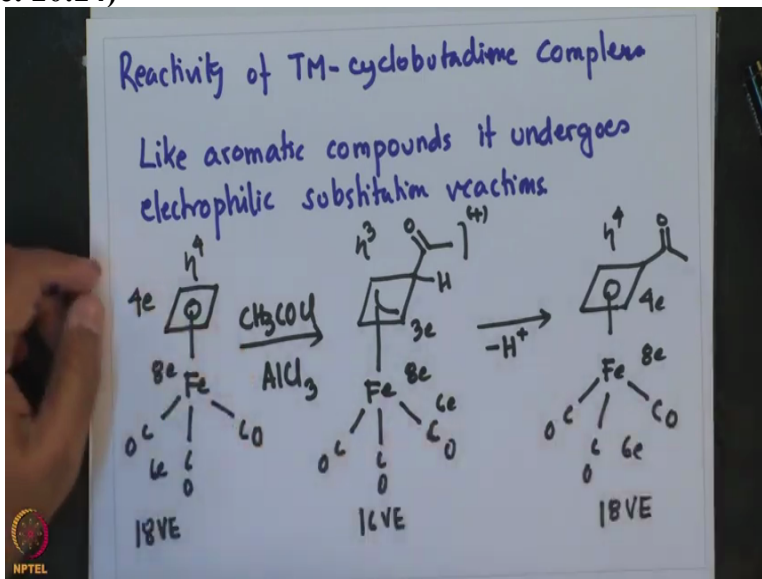 Reactivity of TM-cyclobutadiene Complexes
Like aromatic compounds it undergoes
electrophilic substitution reactions
η4 η3 O ](+) η4 O
4e CH3COCl H 4e
AlCl3 3e -H+
8e Fe Fe 8e Fe 8e
6e
OC CO OC CO OC CO
6e C O C O C O 6e
18VE 16VE 18VE
NPTEL